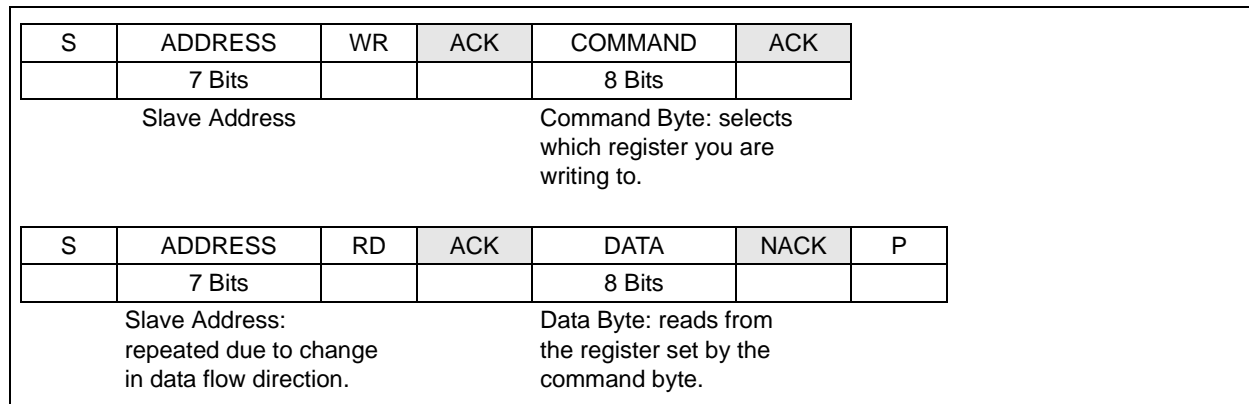 S ADDRESS WR ACK COMMAND ACK
7 Bits 8 Bits
Slave Address
Command Byte: selects
which register you are
writing to.
S ADDRESS RD ACK DATA NACK P
7 Bits 8 Bits
Slave Address:
repeated due to change
in data flow direction.
Data Byte: reads from
the register set by the
command byte.